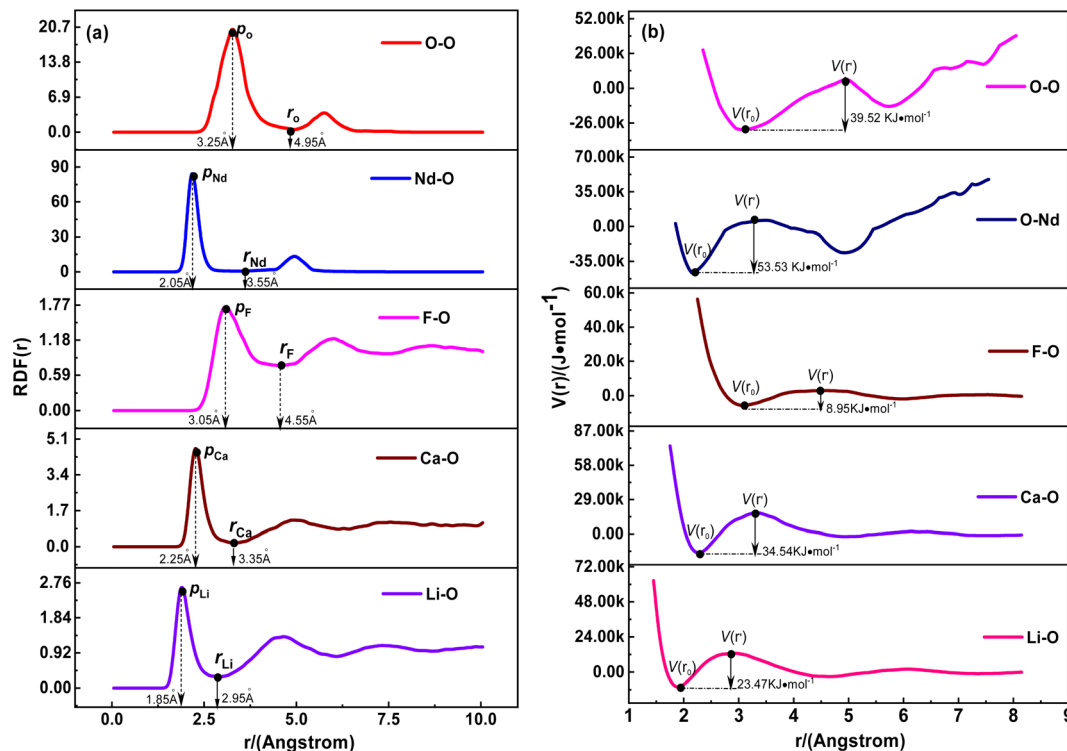 (a)
RDF(r)
20.7
13.8
6.9
0.0
p_o
r_o
O-O
3.25Å
4.95Å
90
60
30
0
p_Nd
r_Nd
Nd-O
2.05Å
3.55Å
1.77
1.18
0.59
0.00
p_F
r_F
F-O
3.05Å
4.55Å
5.1
3.4
1.7
0.0
p_Ca
r_Ca
Ca-O
2.25Å
3.35Å
2.76
1.84
0.92
0.00
p_Li
r_Li
Li-O
1.85Å
2.95Å
0.0 2.5 5.0 7.5 10.0
r/(Angstrom)
(b)
V(r)/(J•mol⁻¹)
52.00k
26.00k
0.00
-26.00k
V(r₀)
V(r')
O-O
39.52 KJ•mol⁻¹
70.00k
35.00k
0.00
-35.00k
V(r₀)
V(r')
O-Nd
53.53 KJ•mol⁻¹
60.0k
40.0k
20.0k
0.0
V(r₀)
V(r')
F-O
8.95KJ•mol⁻¹
87.00k
58.00k
29.00k
0.00
V(r₀)
V(r')
Ca-O
34.54KJ•mol⁻¹
72.00k
48.00k
24.00k
0.00
V(r₀)
V(r')
Li-O
23.47KJ•mol⁻¹
1 2 3 4 5 6 7 8 9
r/(Angstrom)